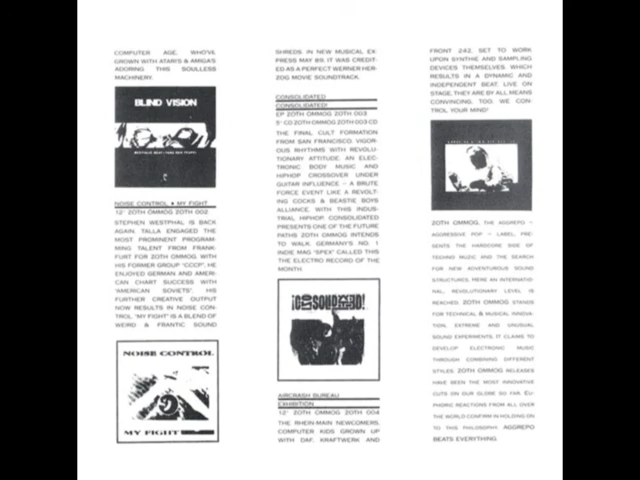 COMPUTER AGE, WHO'VE
GROWN WITH ATARI'S & AMIGA'S
ADORING THIS SOULLESS
MACHINERY.
BLIND VISION
NOISE CONTROL • MY FIGHT
12" ZOTH OMMOG ZOTH 002
STEPHEN WESTPHAL IS BACK
AGAIN. TALLA ENGAGED THE
MOST PROMINENT PROGRAM-
MING TALENT FROM FRANK-
FURT FOR ZOTH OMMOG, WITH
HIS FORMER GROUP "CCCP", HE
ENJOYED GERMAN AND AMERI-
CAN CHART SUCCESS WITH
"AMERICAN SOVIETS". HIS
FURTHER CREATIVE OUTPUT
NOW RESULTS IN NOISE CON-
TROL. "MY FIGHT" IS A BLEND OF
WEIRD & FRANTIC SOUND
NOISE CONTROL
MY FIGHT
SHREDS. IN NEW MUSICAL EX-
PRESS MAY 89, IT WAS CREDIT-
ED AS A PERFECT WERNER HER-
ZOG MOVIE SOUNDTRACK.
CONSOLIDATED
CONSOLIDATED!
EP ZOTH OMMOG ZOTH 003
5" CD ZOTH OMMOG ZOTH 003 CD
THE FINAL CULT FORMATION
FROM SAN FRANCISCO. VIGOR-
OUS RHYTHMS WITH REVOLU-
TIONARY ATTITUDE. AN ELEC-
TRONIC BODY MUSIC AND
HIPHOP CROSSOVER UNDER
GUITAR INFLUENCE – A BRUTE
FORCE EVENT LIKE A REVOLT-
ING COCKS & BEASTIE BOYS
ALLIANCE. WITH THIS INDUS-
TRIAL HIPHOP, CONSOLIDATED
PRESENTS ONE OF THE FUTURE
PATHS ZOTH OMMOG INTENDS
TO WALK. GERMANY'S NO. 1
INDIE MAG "SPEX" CALLED THIS
THE ELECTRO RECORD OF THE
MONTH.
¡CONSOLIDATED!
AIRCRASH BUREAU
EXHIBITION
12" ZOTH OMMOG ZOTH 004
THE RHEIN-MAIN NEWCOMERS,
COMPUTER KIDS GROWN UP
WITH DAF, KRAFTWERK AND
FRONT 242, SET TO WORK
UPON SYNTHIE AND SAMPLING
DEVICES THEMSELVES. WHICH
RESULTS IN A DYNAMIC AND
INDEPENDENT BEAT. LIVE ON
STAGE, THEY ARE BY ALL MEANS
CONVINCING, TOO. WE CON-
TROL YOUR MIND!
ZOTH OMMOG, THE AGGREPO –
AGGRESSIVE POP – LABEL, PRE-
SENTS THE HARDCORE SIDE OF
TECHNO MUZIC AND THE SEARCH
FOR NEW ADVENTUROUS SOUND
STRUCTURES. HERE AN INTERNATIO-
NAL, REVOLUTIONARY LEVEL IS
REACHED. ZOTH OMMOG STANDS
FOR TECHNICAL & MUSICAL INNOVA-
TION, EXTREME AND UNUSUAL
SOUND EXPERIMENTS. IT CLAIMS TO
DEVELOP ELECTRONIC MUSIC
THROUGH COMBINING DIFFERENT
STYLES. ZOTH OMMOG RELEASES
HAVE BEEN THE MOST INNOVATIVE
CUTS ON OUR GLOBE SO FAR. EU-
PHORIC REACTIONS FROM ALL OVER
THE WORLD CONFIRM IN HOLDING ON
TO THIS PHILOSOPHY. AGGREPO
BEATS EVERYTHING.